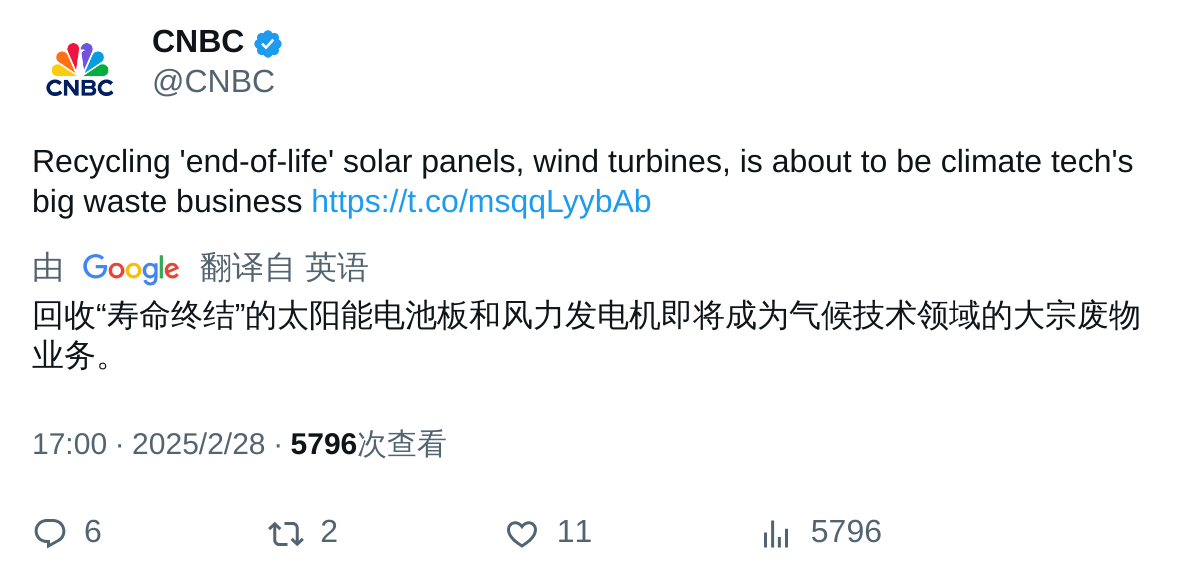 CNBC
CNBC
@CNBC
Recycling 'end-of-life' solar panels, wind turbines, is about to be climate tech's
big waste business https://t.co/msqqLyybAb
由 Google 翻译自 英语
回收“寿命终结”的太阳能电池板和风力发电机即将成为气候技术领域的大宗废物
业务。
17:00 · 2025/2/28 · 5796次查看
6 2 11 5796